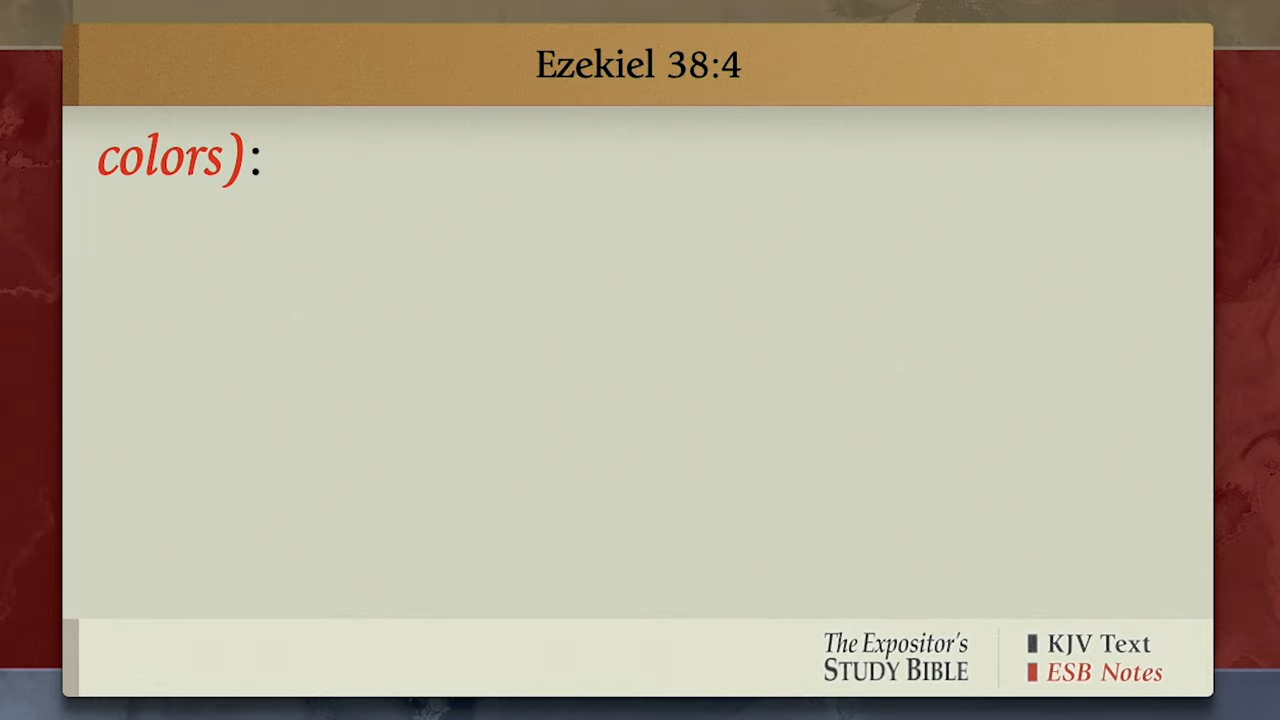 Ezekiel 38:4
colors):
The Expositor's
STUDY BIBLE
KJV Text
ESB Notes